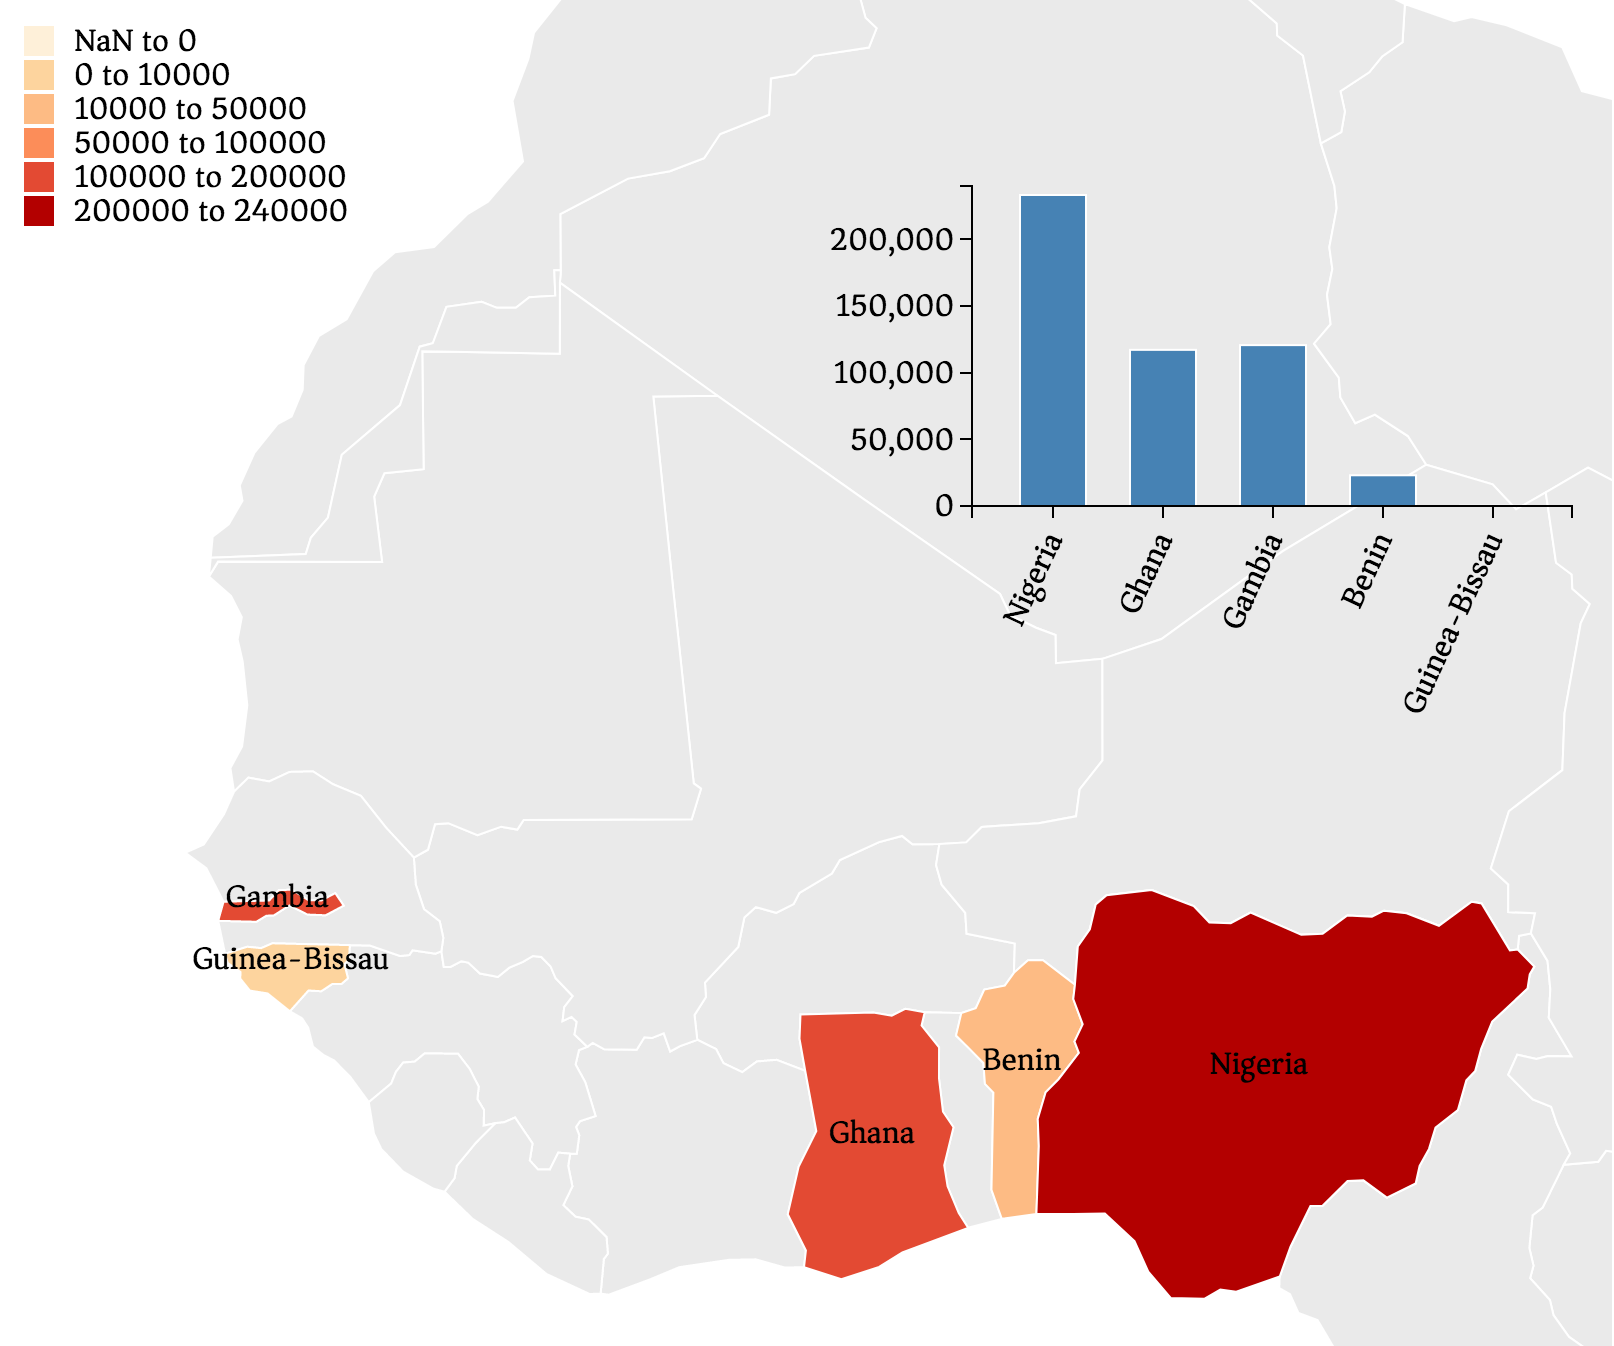 NaN to 0
0 to 10000
10000 to 50000
50000 to 100000
100000 to 200000
200000 to 240000
200,000
150,000
100,000
50,000
0
Nigeria
Ghana
Gambia
Benin
Guinea-Bissau
Gambia
Guinea-Bissau
Benin
Nigeria
Ghana